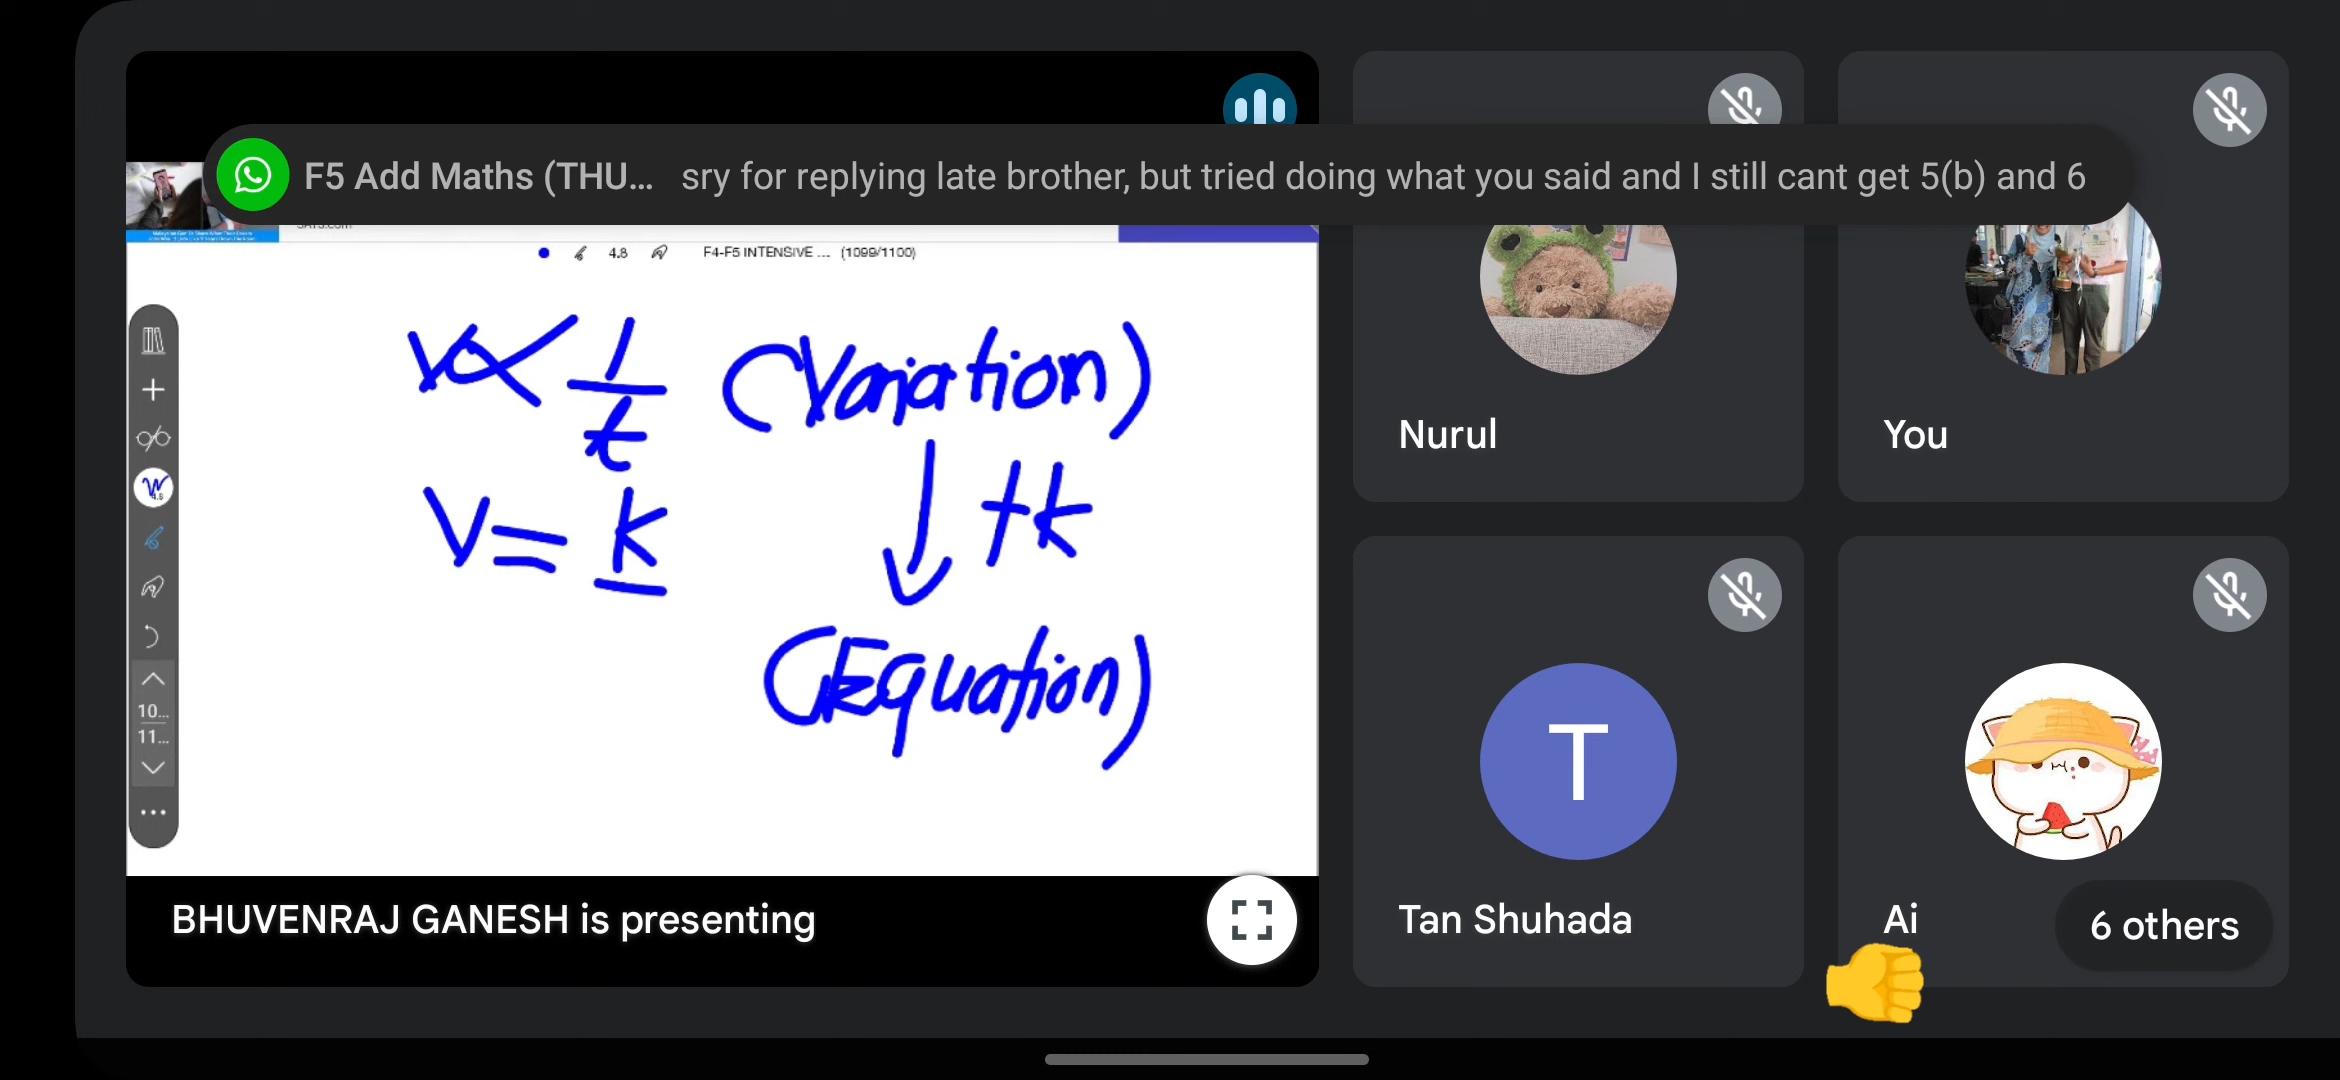 F5 Add Maths (THU... sry for replying late brother, but tried doing what you said and I still cant get 5(b) and 6
4.8 F4-F5 INTENSIVE ... (1099/1100)
V∝1/t (Variation)
+k
V=k
(Equation)
4.8
10...
11...
BHUVENRAJ GANESH is presenting
Nurul
You
T
Tan Shuhada
Ai
6 others